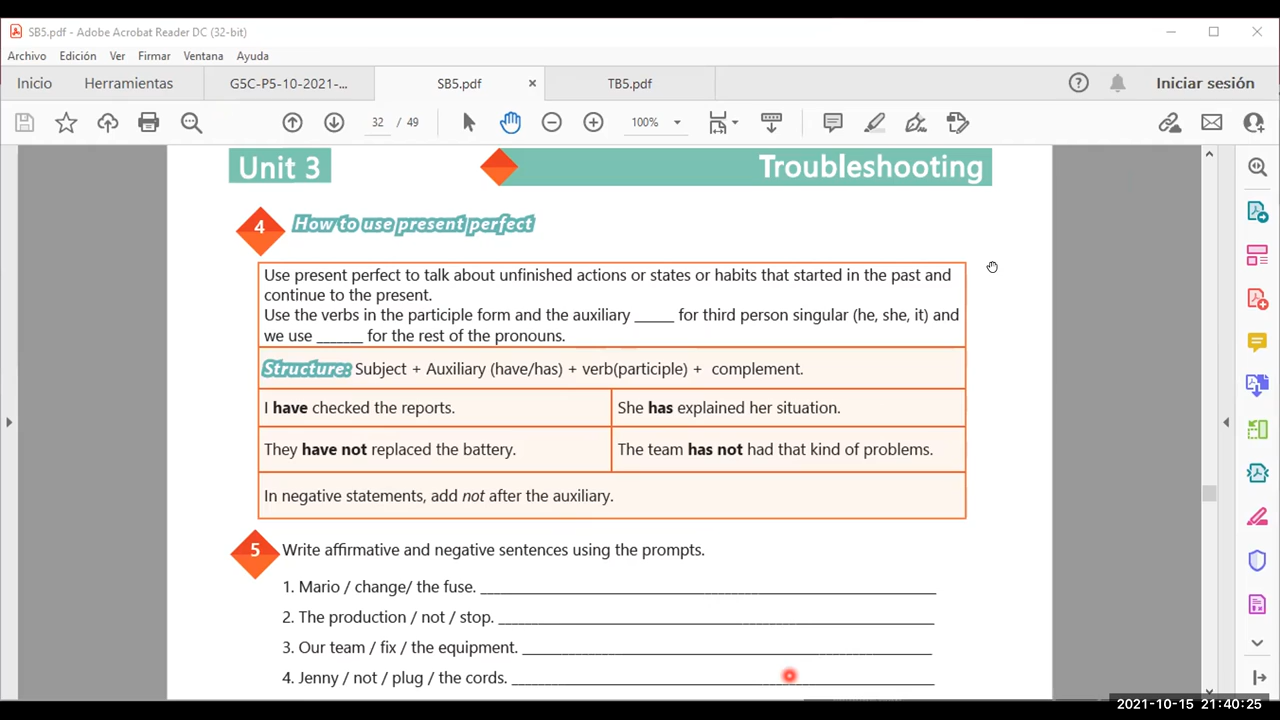 SB5.pdf - Adobe Acrobat Reader DC (32-bit)
Archivo Edición Ver Firmar Ventana Ayuda
Inicio Herramientas G5C-P5-10-2021-... SB5.pdf × TB5.pdf Iniciar sesión
32 / 49 100%
Unit 3 Troubleshooting
4 How to use present perfect
Use present perfect to talk about unfinished actions or states or habits that started in the past and
continue to the present.
Use the verbs in the participle form and the auxiliary _____ for third person singular (he, she, it) and
we use ______ for the rest of the pronouns.
Structure: Subject + Auxiliary (have/has) + verb(participle) + complement.
I have checked the reports. She has explained her situation.
They have not replaced the battery. The team has not had that kind of problems.
In negative statements, add not after the auxiliary.
5 Write affirmative and negative sentences using the prompts.
1. Mario / change/ the fuse. ____________________
2. The production / not / stop. ____________________
3. Our team / fix / the equipment. ____________________
4. Jenny / not / plug / the cords. ____________________
2021-10-15 21:40:25